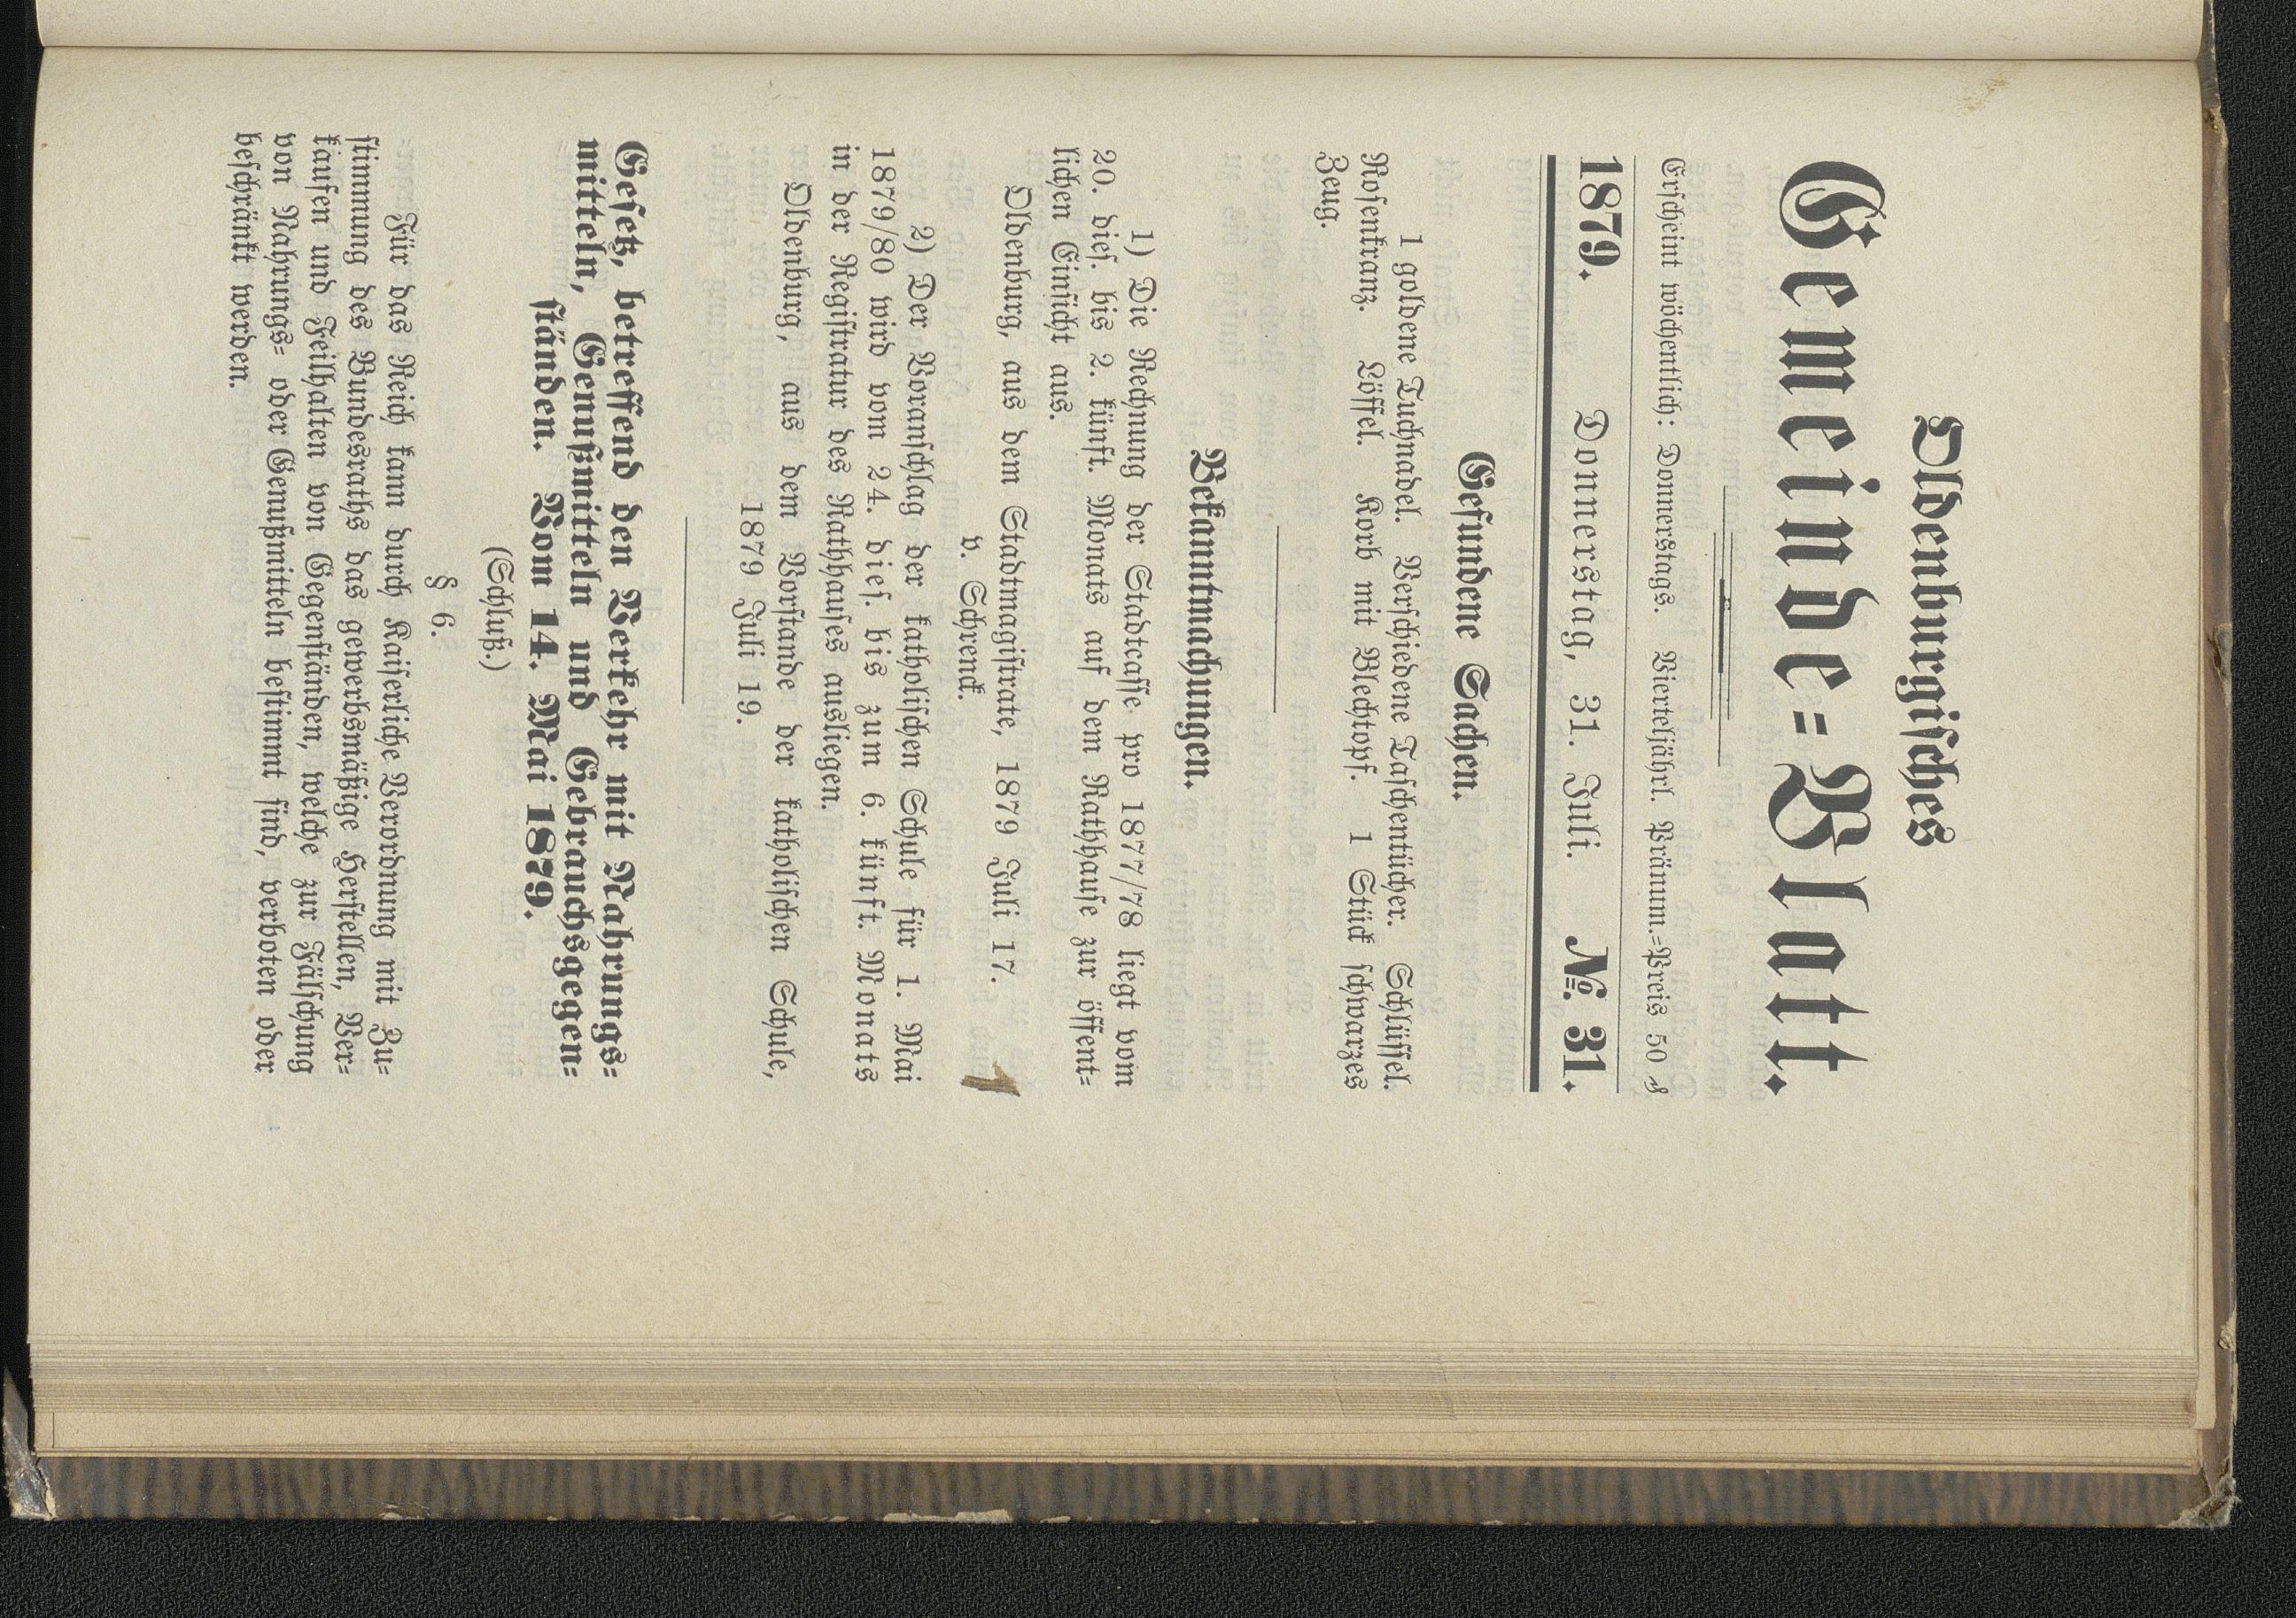 Oldenburgisches
Gemeinde=Blatt.
Erscheint wöchentlich: Donnerstags. Vierteljährl. Pränum.=Preis 50 ₰
1879. Donnerstag, 31. Juli. №. 31.
Gefundene Sachen.
1 goldene Tuchnadel. Verschiedene Taschentücher. Schlüssel.
Rosenkranz. Löffel. Korb mit Blechtopf. 1 Stück schwarzes
Zeug.
Bekanntmachungen.
1) Die Rechnung der Stadtcasse pro 1877/78 liegt vom
20. dies. bis 2. künft. Monats auf dem Rathhause zur öffent=
lichen Einsicht aus.
Oldenburg, aus dem Stadtmagistrate, 1879 Juli 17.
v. Schrenck.
2) Der Voranschlag der katholischen Schule für 1. Mai
1879/80 wird vom 24. dies. bis zum 6. künft. Monats
in der Registratur des Rathhauses ausliegen.
Oldenburg, aus dem Vorstande der katholischen Schule,
1879 Juli 19.
Gesetz, betreffend den Verkehr mit Nahrungs=
mitteln, Genußmitteln und Gebrauchsgegen=
ständen. Vom 14. Mai 1879.
(Schluß.)
§ 6.
Für das Reich kann durch Kaiserliche Verordnung mit Zu=
stimmung des Bundesraths das gewerbsmäßige Herstellen, Ver=
kaufen und Feilhalten von Gegenständen, welche zur Fälschung
von Nahrungs= oder Genußmitteln bestimmt sind, verboten oder
beschränkt werden.